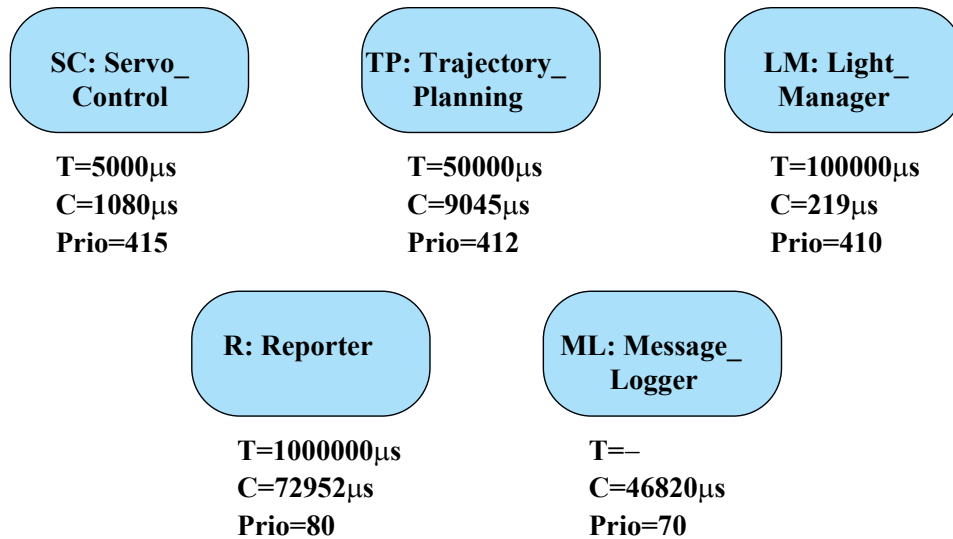 SC: Servo_
Control
T=5000μs
C=1080μs
Prio=415
TP: Trajectory_
Planning
T=50000μs
C=9045μs
Prio=412
LM: Light_
Manager
T=100000μs
C=219μs
Prio=410
R: Reporter
T=1000000μs
C=72952μs
Prio=80
ML: Message_
Logger
T=–
C=46820μs
Prio=70